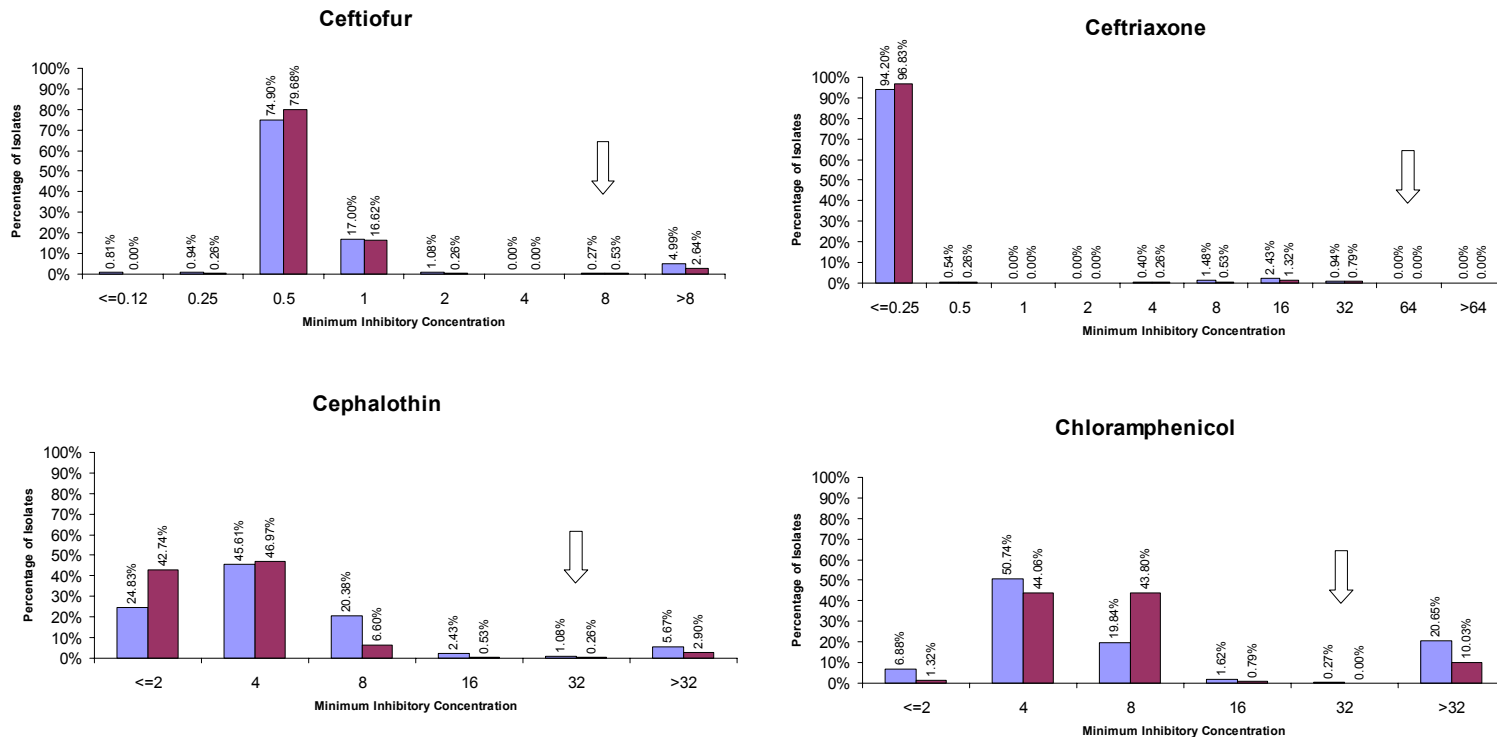 Ceftiofur
Percentage of Isolates
100%
90%
80%
70%
60%
50%
40%
30%
20%
10%
0%
0.81% 0.00% 0.94% 0.26% 74.90% 79.68% 17.00% 16.62% 1.08% 0.26% 0.00% 0.00% 0.27% 0.53% 4.99% 2.64%
<=0.12 0.25 0.5 1 2 4 8 >8
Minimum Inhibitory Concentration
Ceftriaxone
Percentage of Isolates
100%
90%
80%
70%
60%
50%
40%
30%
20%
10%
0%
94.20% 96.83% 0.54% 0.26% 0.00% 0.00% 0.00% 0.00% 0.40% 0.26% 1.48% 0.53% 2.43% 1.32% 0.94% 0.79% 0.00% 0.00% 0.00% 0.00%
<=0.25 0.5 1 2 4 8 16 32 64 >64
Minimum Inhibitory Concentration
Cephalothin
Percentage of Isolates
100%
90%
80%
70%
60%
50%
40%
30%
20%
10%
0%
24.83% 42.74% 45.61% 46.97% 20.38% 6.60% 2.43% 0.53% 1.08% 0.26% 5.67% 2.90%
<=2 4 8 16 32 >32
Minimum Inhibitory Concentration
Chloramphenicol
Percentage of Isolates
100%
90%
80%
70%
60%
50%
40%
30%
20%
10%
0%
6.88% 1.32% 50.74% 44.06% 19.84% 43.80% 1.62% 0.79% 0.27% 0.00% 20.65% 10.03%
<=2 4 8 16 32 >32
Minimum Inhibitory Concentration